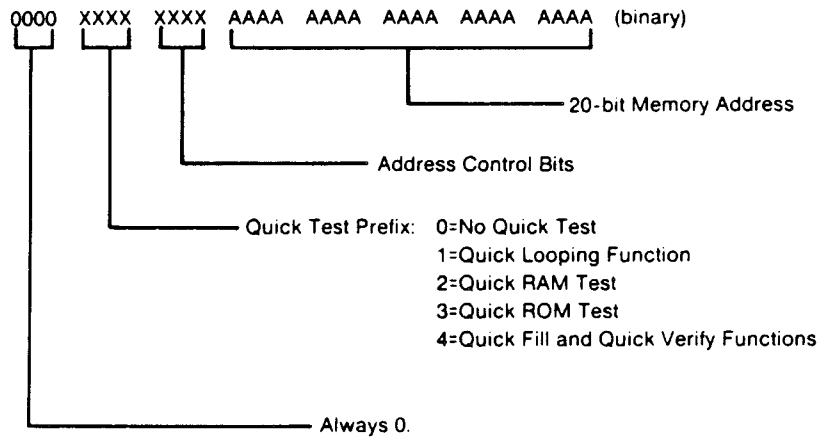 0000 XXXX XXXX AAAA AAAA AAAA AAAA AAAA (binary)
20-bit Memory Address
Address Control Bits
Quick Test Prefix: 0=No Quick Test
1=Quick Looping Function
2=Quick RAM Test
3=Quick ROM Test
4=Quick Fill and Quick Verify Functions
Always 0.